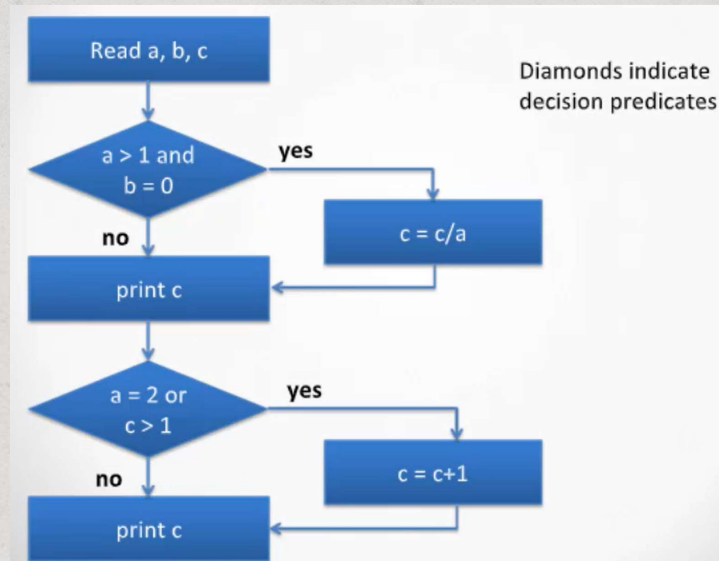 Read a, b, c
Diamonds indicate
decision predicates
a > 1 and
b = 0
yes
c = c/a
no
print c
a = 2 or
c > 1
yes
c = c+1
no
print c